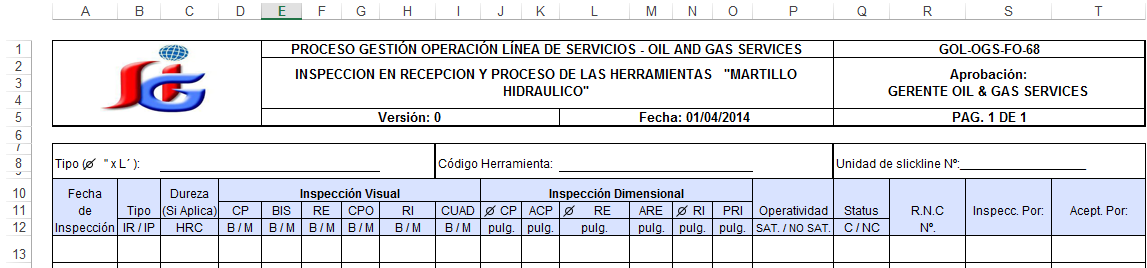 A B C D E F G H I J K L M N O P Q R S T
1 PROCESO GESTIÓN OPERACIÓN LÍNEA DE SERVICIOS - OIL AND GAS SERVICES GOL-OGS-FO-68
2
3 INSPECCION EN RECEPCION Y PROCESO DE LAS HERRAMIENTAS "MARTILLO HIDRAULICO" Aprobación:
4 GERENTE OIL & GAS SERVICES
5 Versión: 0 Fecha: 01/04/2014 PAG. 1 DE 1
6
7
8 Tipo (Ø " x L´ ): Código Herramienta: Unidad de slickline Nº:
9
10 Fecha Dureza Inspección Visual Inspección Dimensional
11 de Tipo (Si Aplica) CP BIS RE CPO RI CUAD Ø CP ACP Ø RE ARE Ø RI PRI Operatividad Status R.N.C Inspecc. Por: Acept. Por:
12 Inspección IR / IP HRC B / M B / M B / M B / M B / M B / M pulg. pulg. pulg. pulg. pulg. pulg. SAT. / NO SAT. C / NC Nº.
13